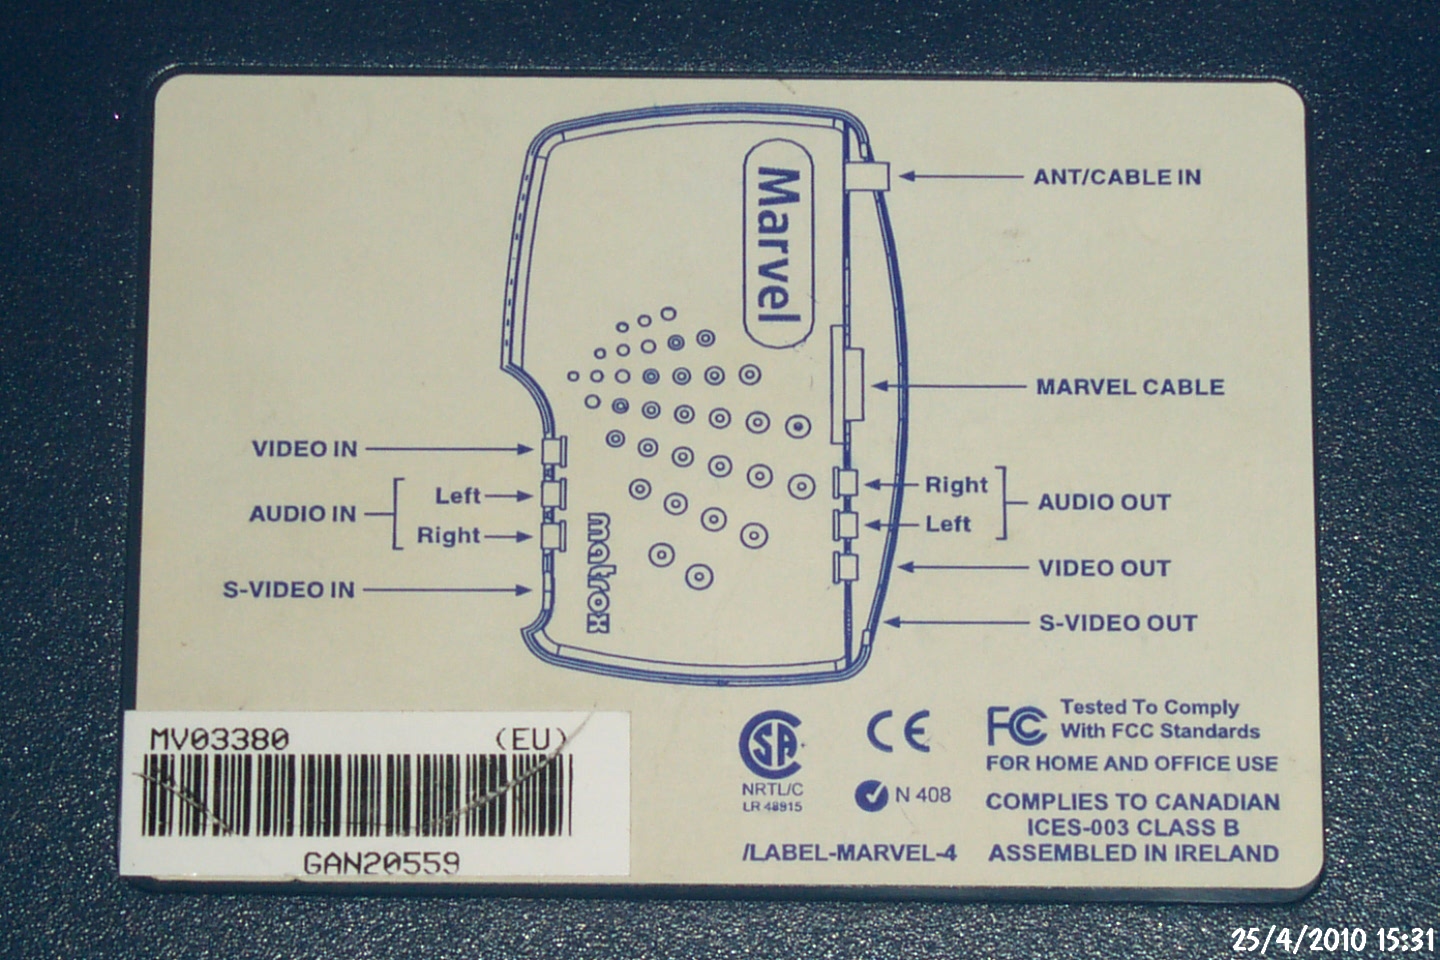 Marvel
ANT/CABLE IN
MARVEL CABLE
VIDEO IN
AUDIO IN
Left
Right
S-VIDEO IN
matrox
Right
Left
AUDIO OUT
VIDEO OUT
S-VIDEO OUT
MV03380 (EU)
GAN20559
SA
NRTL/C
LR 48915
CE
N 408
/LABEL-MARVEL-4
FC Tested To Comply
With FCC Standards
FOR HOME AND OFFICE USE
COMPLIES TO CANADIAN
ICES-003 CLASS B
ASSEMBLED IN IRELAND
25/4/2010 15:31